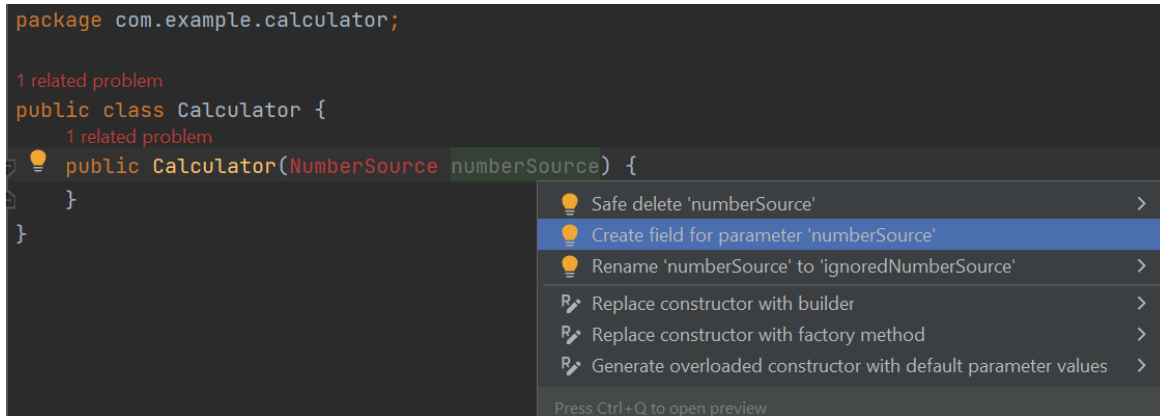 package com.example.calculator;
1 related problem
public class Calculator {
1 related problem
public Calculator(NumberSource numberSource) {
}
}
Safe delete 'numberSource'
Create field for parameter 'numberSource'
Rename 'numberSource' to 'ignoredNumberSource'
Replace constructor with builder
Replace constructor with factory method
Generate overloaded constructor with default parameter values
Press Ctrl+Q to open preview